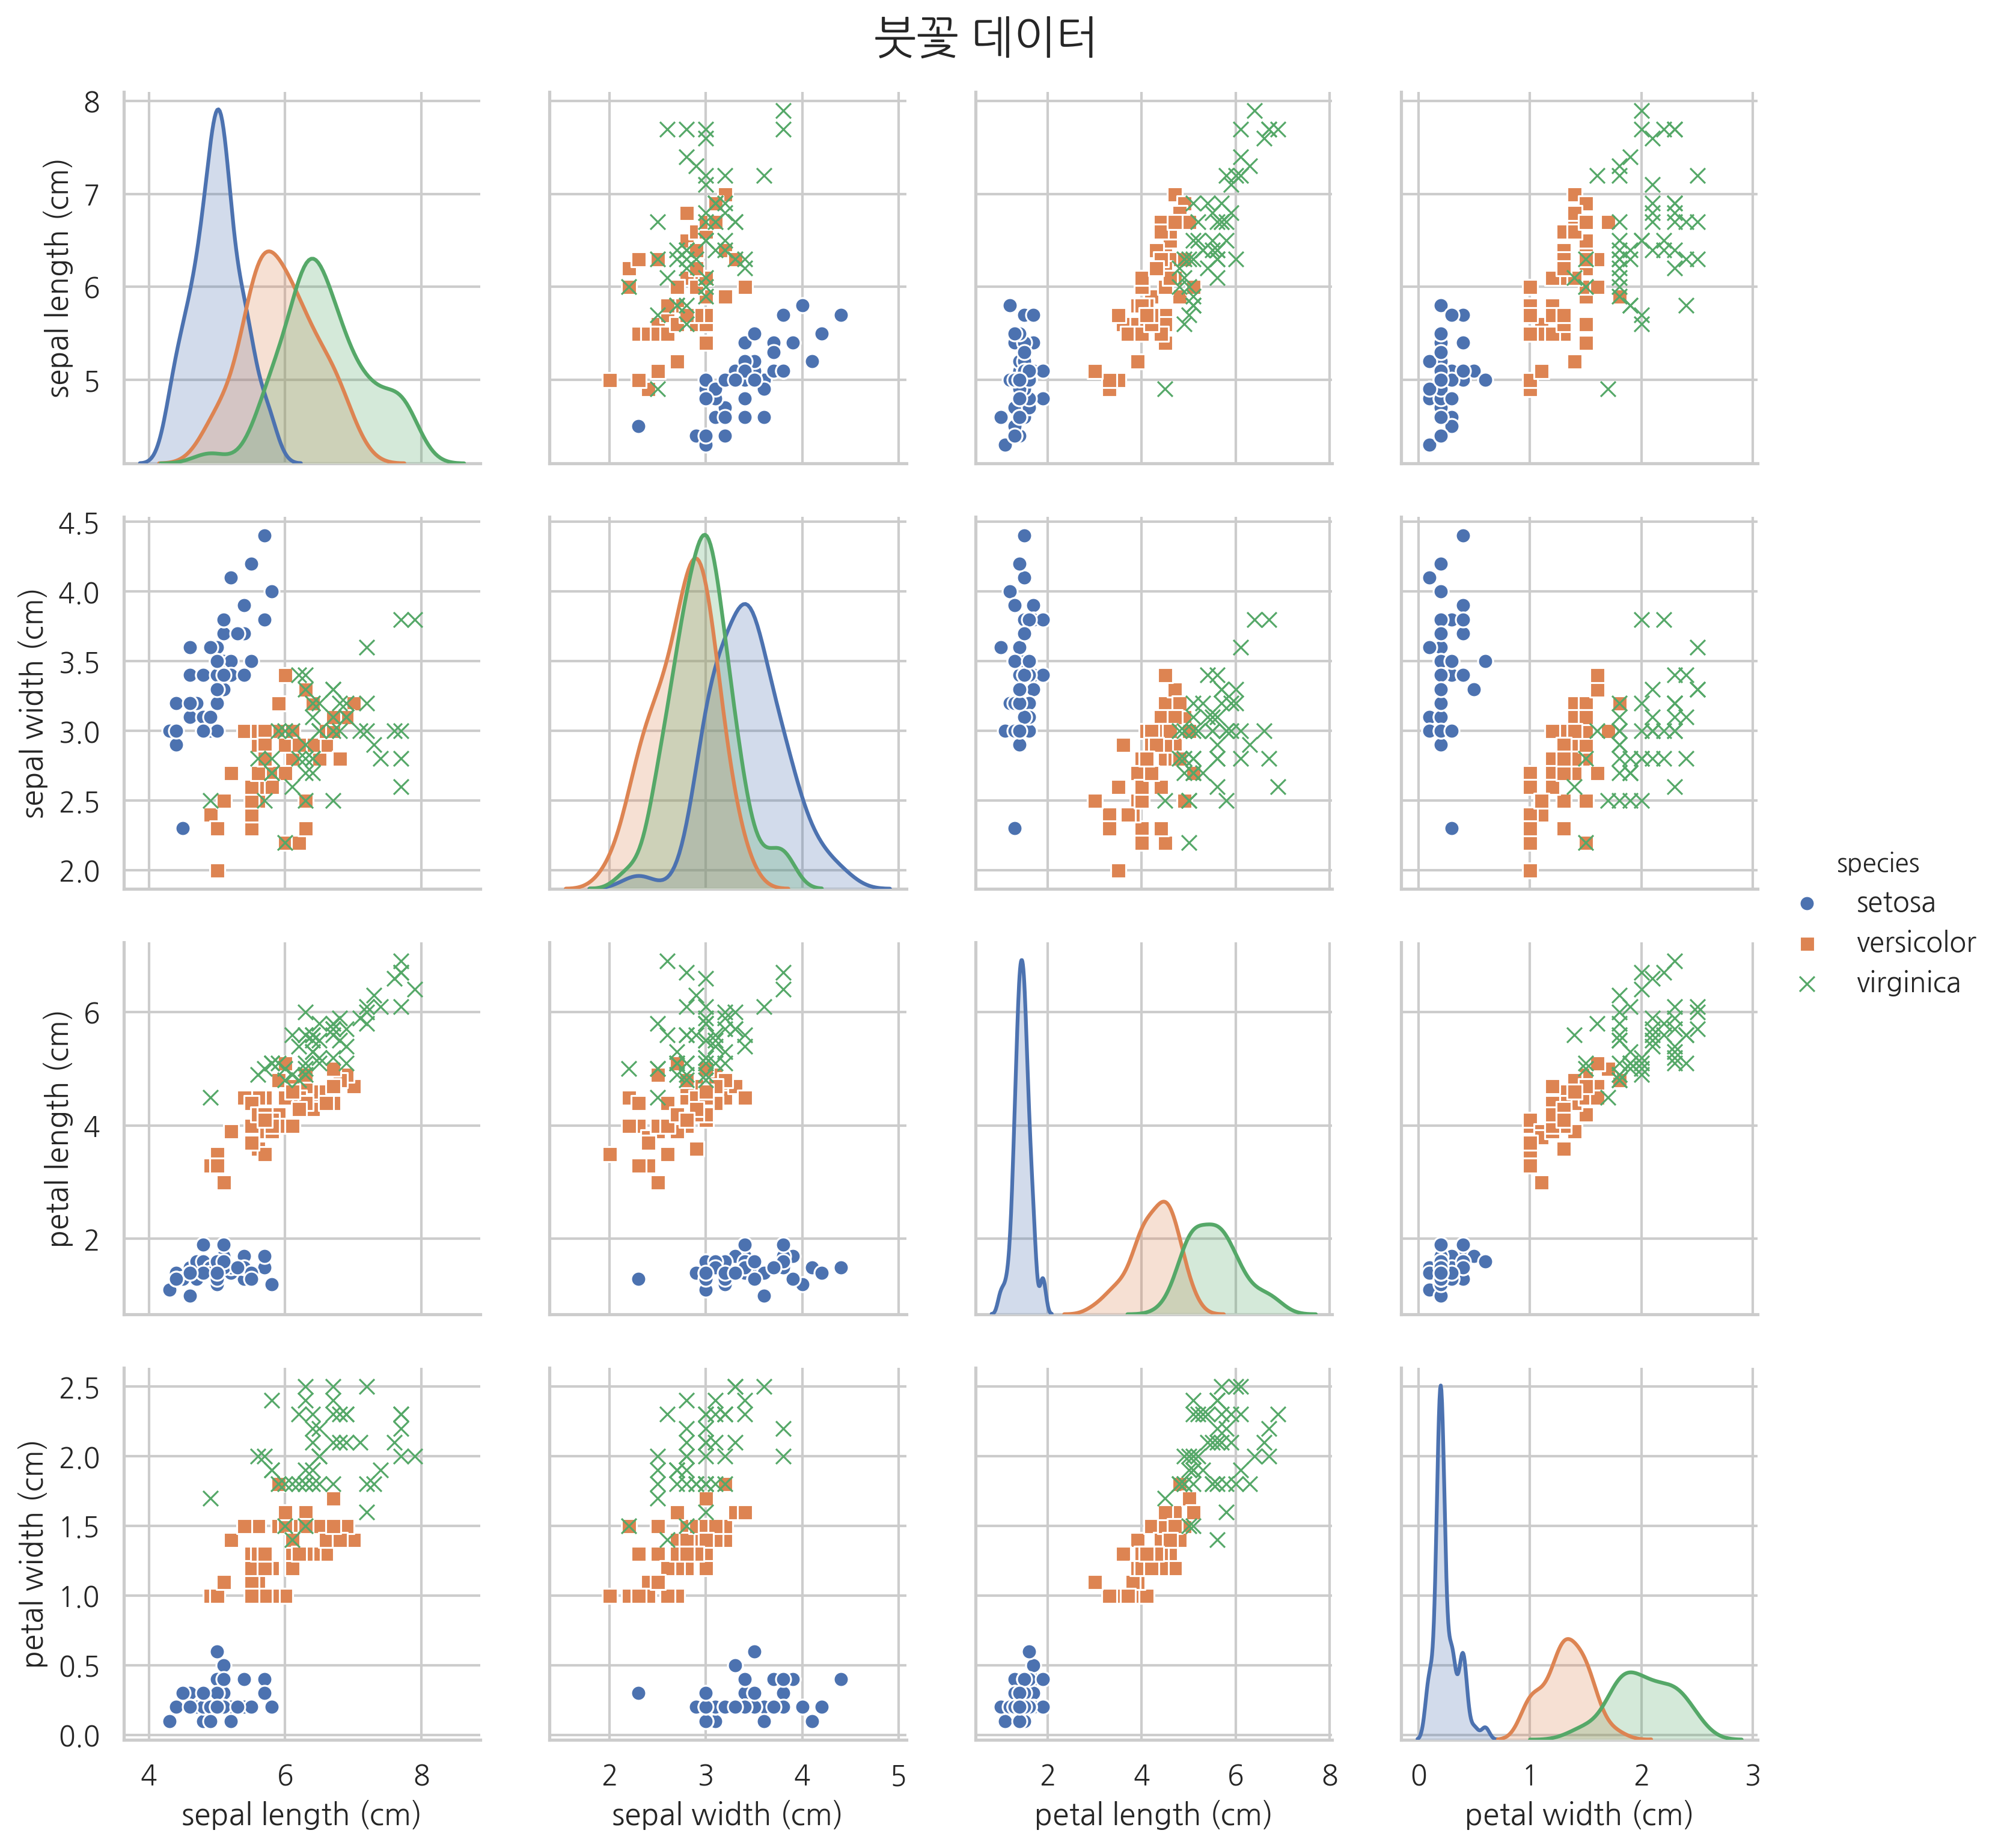 붓꽃 데이터
8
7
6
5
sepal length (cm)
4.5
4.0
3.5
3.0
2.5
2.0
sepal width (cm)
species
setosa
versicolor
virginica
6
4
2
petal length (cm)
2.5
2.0
1.5
1.0
0.5
0.0
petal width (cm)
4 6 8
2 3 4 5
2 4 6 8
0 1 2 3
sepal length (cm)
sepal width (cm)
petal length (cm)
petal width (cm)